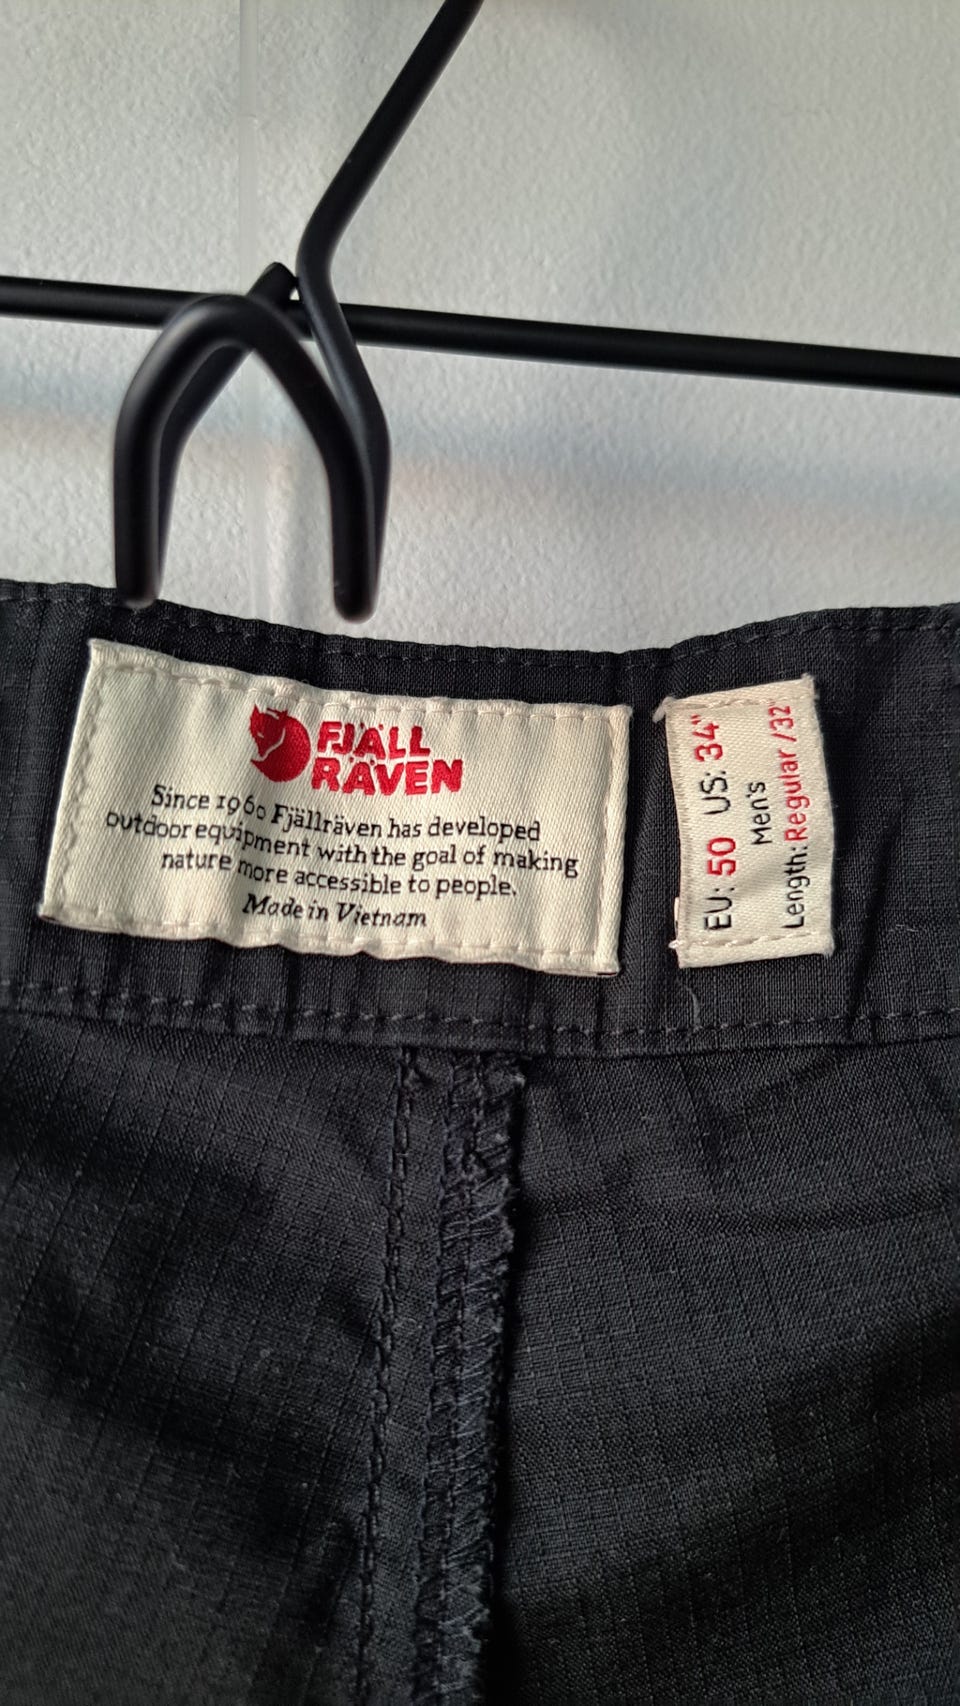 FJÄLL
RÄVEN
Since 1960 Fjällräven has developed
outdoor equipment with the goal of making
nature more accessible to people.
Made in Vietnam
EU: 50 US: 34"
Men's
Length: Regular /32"